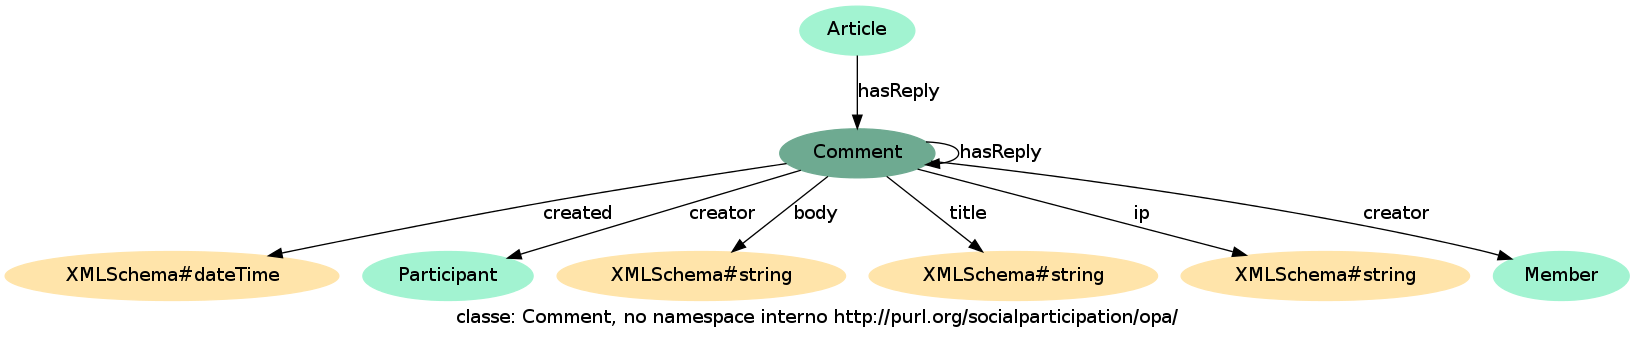 Article
hasReply
Comment
hasReply
created
creator
body
title
ip
creator
XMLSchema#dateTime
Participant
XMLSchema#string
XMLSchema#string
XMLSchema#string
Member
classe: Comment, no namespace interno http://purl.org/socialparticipation/opa/